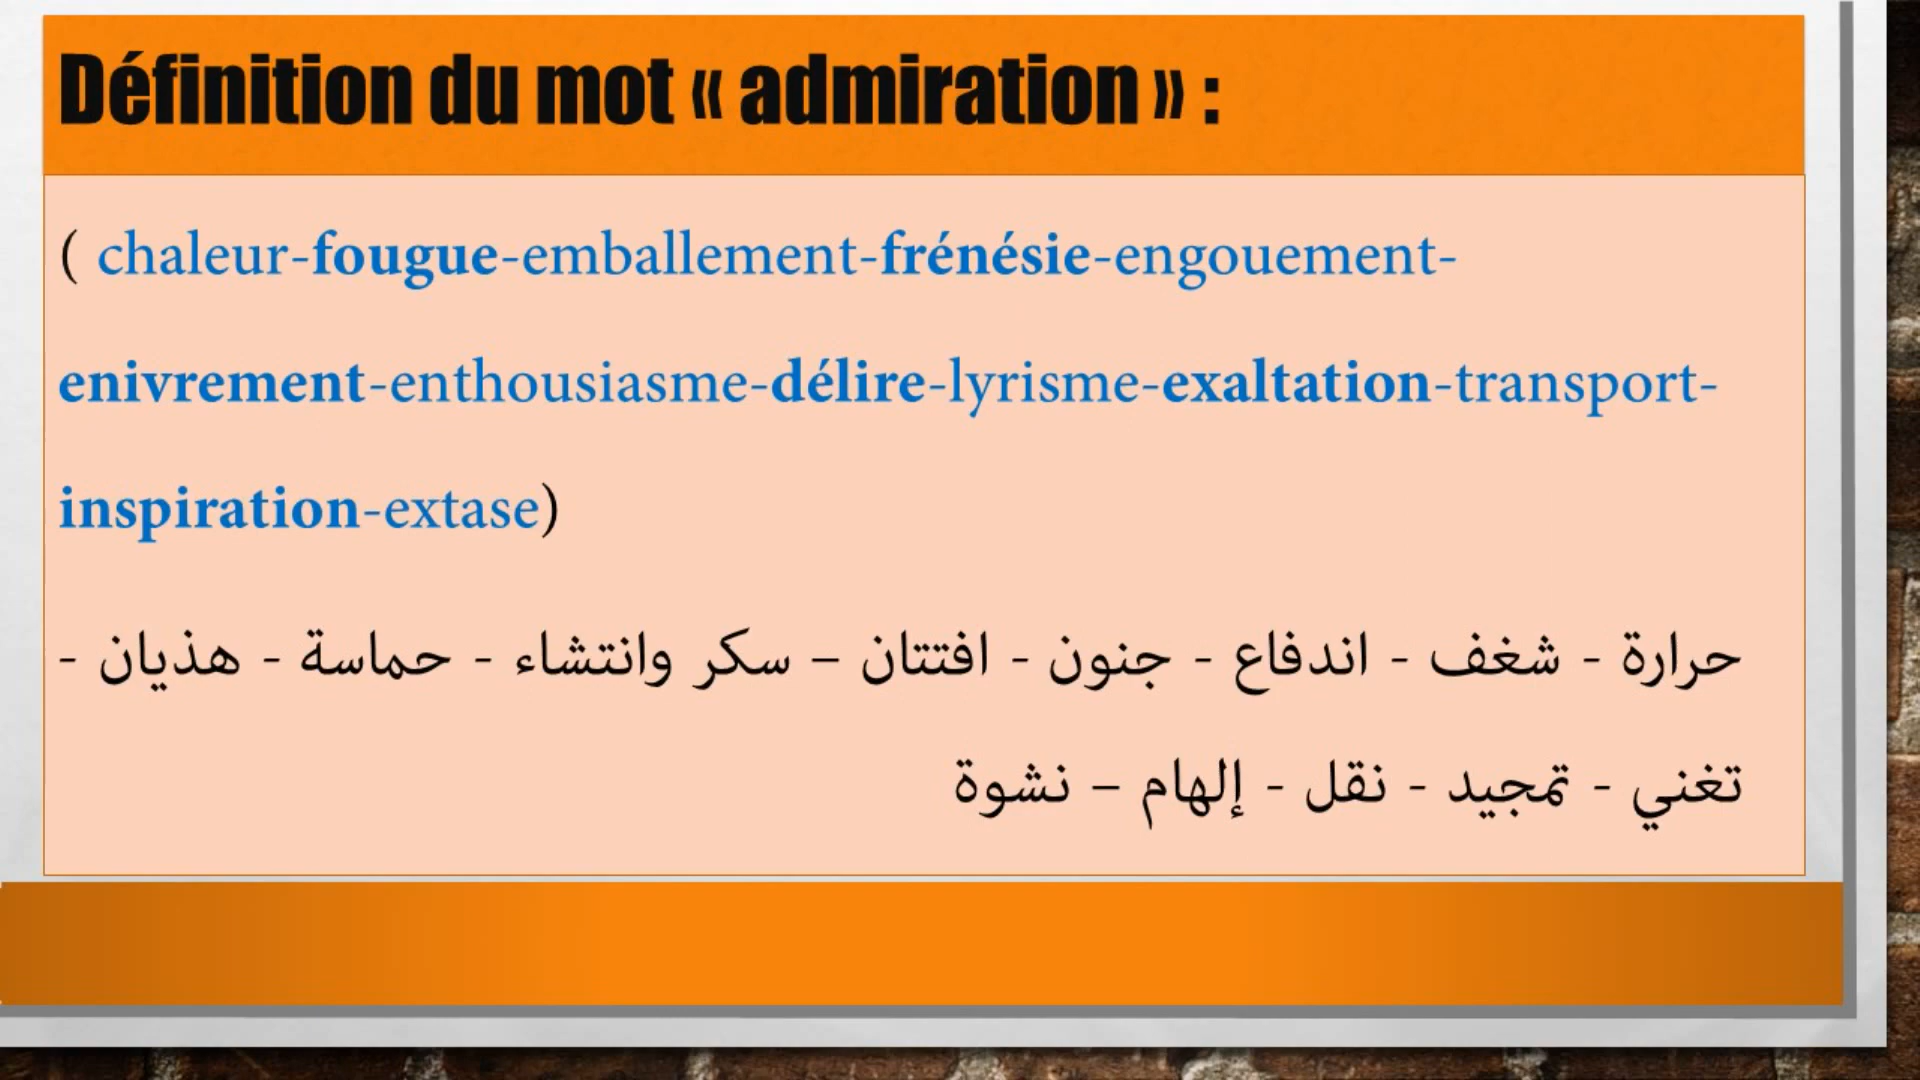 Définition du mot « admiration » :
( chaleur-fougue-emballement-frénésie-engouement-
enivrement-enthousiasme-délire-lyrisme-exaltation-transport-
inspiration-extase)
حرارة - شغف - اندفاع - جنون - افتتان – سكر وانتشاء - حماسة - هذيان -
تغني - تمجيد - نقل - إلهام – نشوة